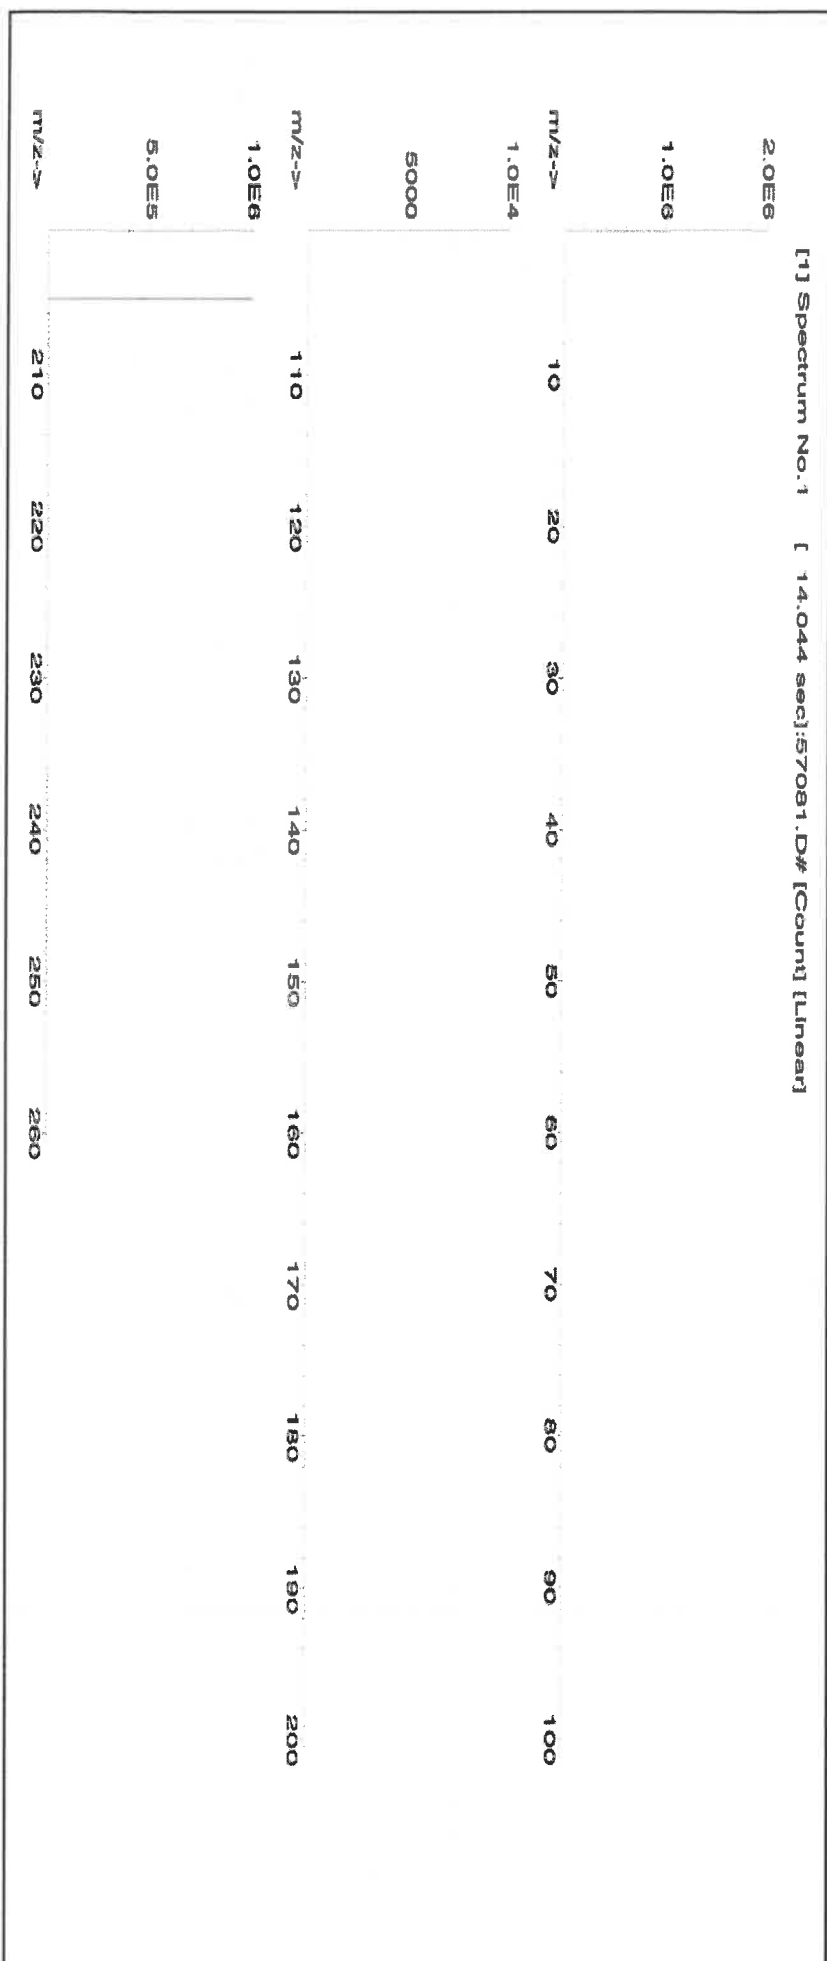 [1] Spectrum No.1 [ 14.044 sec]:57081.D# [Count] [Linear]
2.0E6
1.0E6
m/z-> 10 20 30 40 50 60 70 80 90 100
1.0E4
5000
m/z-> 110 120 130 140 150 160 170 180 190 200
1.0E6
5.0E5
m/z-> 210 220 230 240 250 260